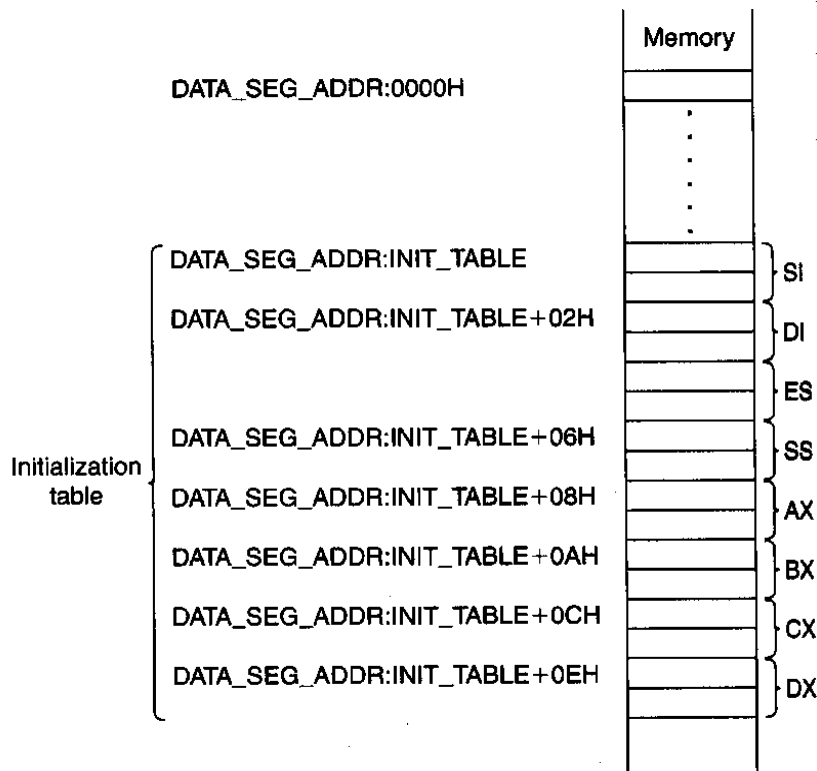 Memory
DATA_SEG_ADDR:0000H
DATA_SEG_ADDR:INIT_TABLE
SI
DATA_SEG_ADDR:INIT_TABLE+02H
DI
ES
DATA_SEG_ADDR:INIT_TABLE+06H
SS
Initialization
table
DATA_SEG_ADDR:INIT_TABLE+08H
AX
DATA_SEG_ADDR:INIT_TABLE+0AH
BX
DATA_SEG_ADDR:INIT_TABLE+0CH
CX
DATA_SEG_ADDR:INIT_TABLE+0EH
DX